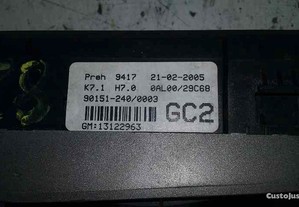 Preh 9417 21-02-2005
K7.1 H7.0 0AL00/29C68
90151-240/0003
GC2
GM:13122963
CustoJusto